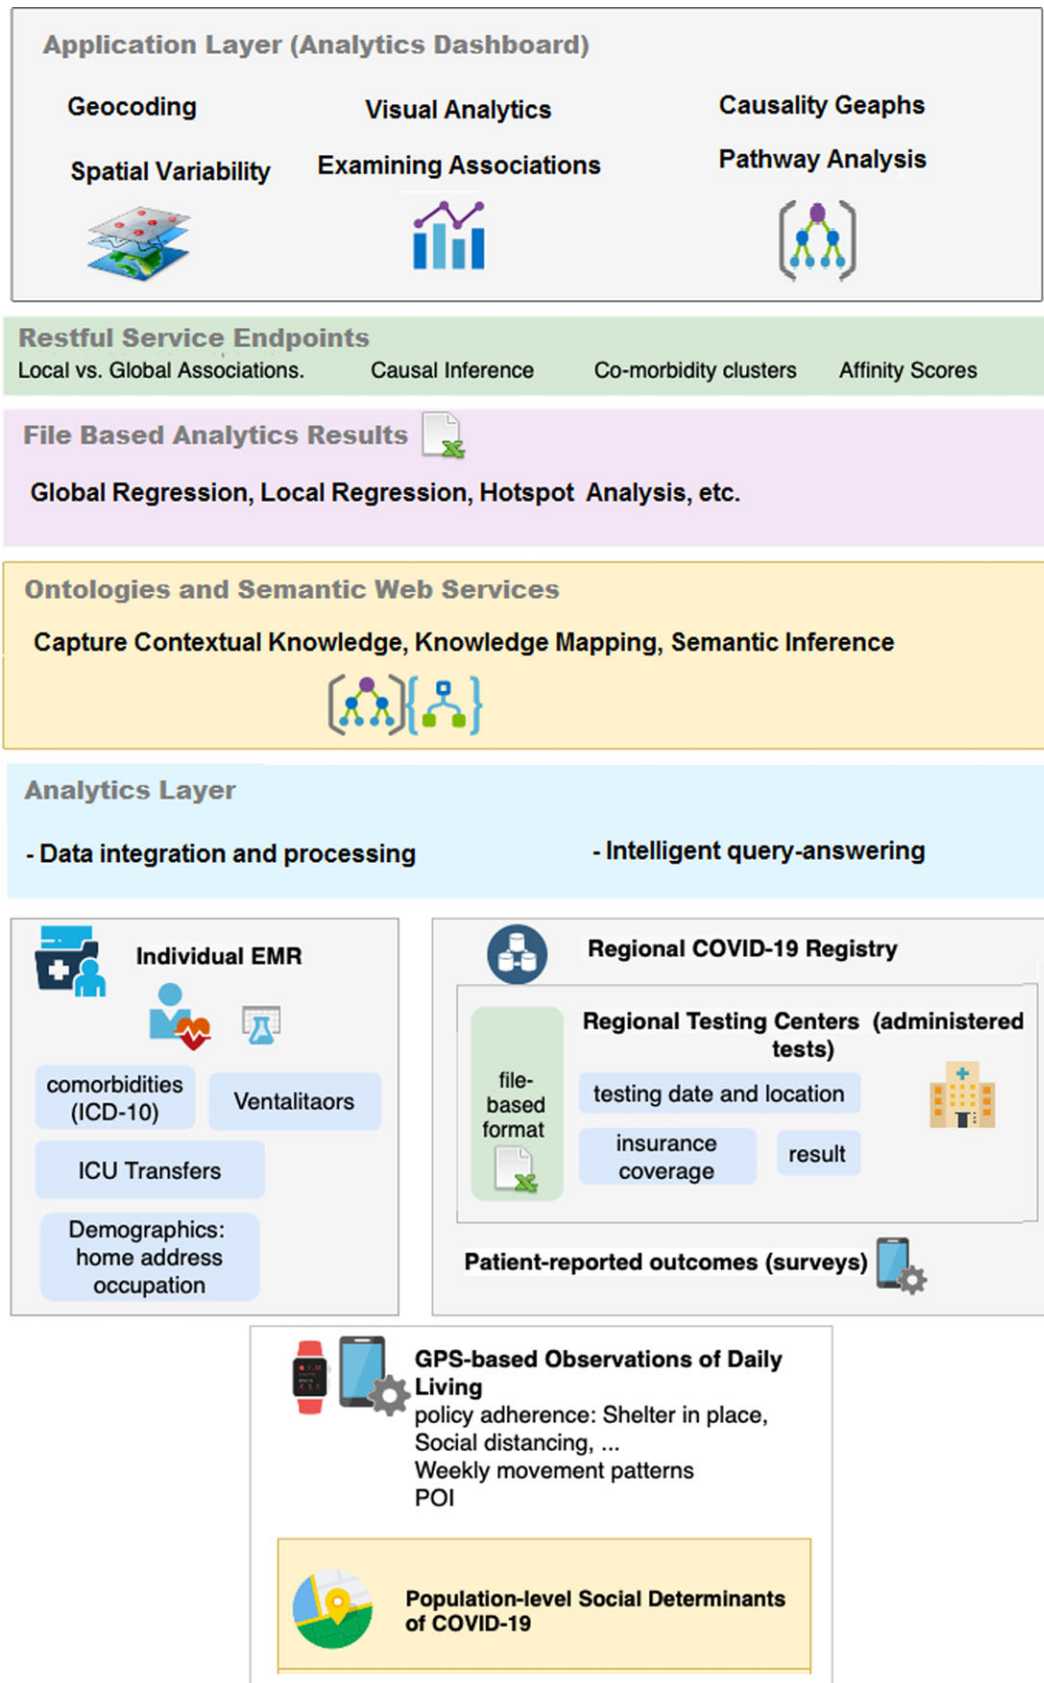 Application Layer (Analytics Dashboard)
Geocoding
Visual Analytics
Causality Geaphs
Spatial Variability
Examining Associations
Pathway Analysis
Restful Service Endpoints
Local vs. Global Associations.
Causal Inference
Co-morbidity clusters
Affinity Scores
File Based Analytics Results
Global Regression, Local Regression, Hotspot Analysis, etc.
Ontologies and Semantic Web Services
Capture Contextual Knowledge, Knowledge Mapping, Semantic Inference
Analytics Layer
- Data integration and processing
- Intelligent query-answering
Individual EMR
comorbidities
(ICD-10)
Ventalitaors
ICU Transfers
Demographics:
home address
occupation
Regional COVID-19 Registry
Regional Testing Centers (administered
tests)
file-
based
format
testing date and location
insurance
coverage
result
Patient-reported outcomes (surveys)
GPS-based Observations of Daily
Living
policy adherence: Shelter in place,
Social distancing, ...
Weekly movement patterns
POI
Population-level Social Determinants
of COVID-19